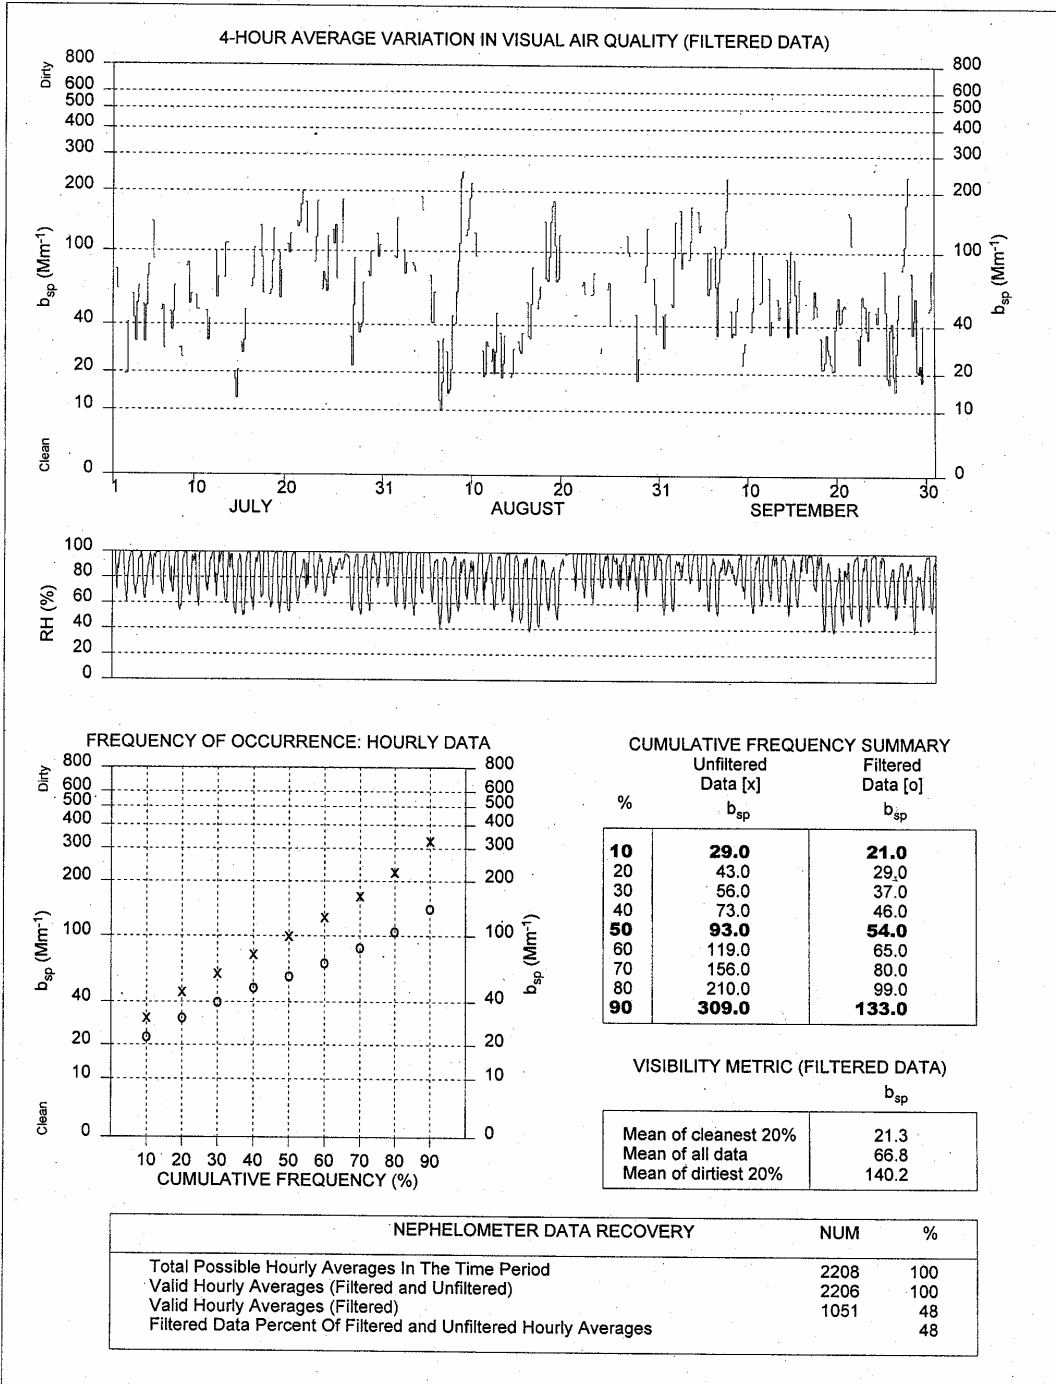 4-HOUR AVERAGE VARIATION IN VISUAL AIR QUALITY (FILTERED DATA)
Dirty
800
600
500
400
300
200
100
40
20
10
0
Clean
bsp (Mm-1)
800
600
500
400
300
200
100
40
20
10
0
bsp (Mm-1)
1 10 20 31 10 20 31 10 20 30
JULY AUGUST SEPTEMBER
RH (%)
100
80
60
40
20
0
FREQUENCY OF OCCURRENCE: HOURLY DATA
Dirty
800
600
500
400
300
200
100
40
20
10
0
Clean
bsp (Mm-1)
800
600
500
400
300
200
100
40
20
10
0
bsp (Mm-1)
10 20 30 40 50 60 70 80 90
CUMULATIVE FREQUENCY (%)
CUMULATIVE FREQUENCY SUMMARY
Unfiltered Filtered
Data [x] Data [o]
% bsp bsp
10 29.0 21.0
20 43.0 29.0
30 56.0 37.0
40 73.0 46.0
50 93.0 54.0
60 119.0 65.0
70 156.0 80.0
80 210.0 99.0
90 309.0 133.0
VISIBILITY METRIC (FILTERED DATA)
bsp
Mean of cleanest 20% 21.3
Mean of all data 66.8
Mean of dirtiest 20% 140.2
NEPHELOMETER DATA RECOVERY NUM %
Total Possible Hourly Averages In The Time Period 2208 100
Valid Hourly Averages (Filtered and Unfiltered) 2206 100
Valid Hourly Averages (Filtered) 1051 48
Filtered Data Percent Of Filtered and Unfiltered Hourly Averages 48